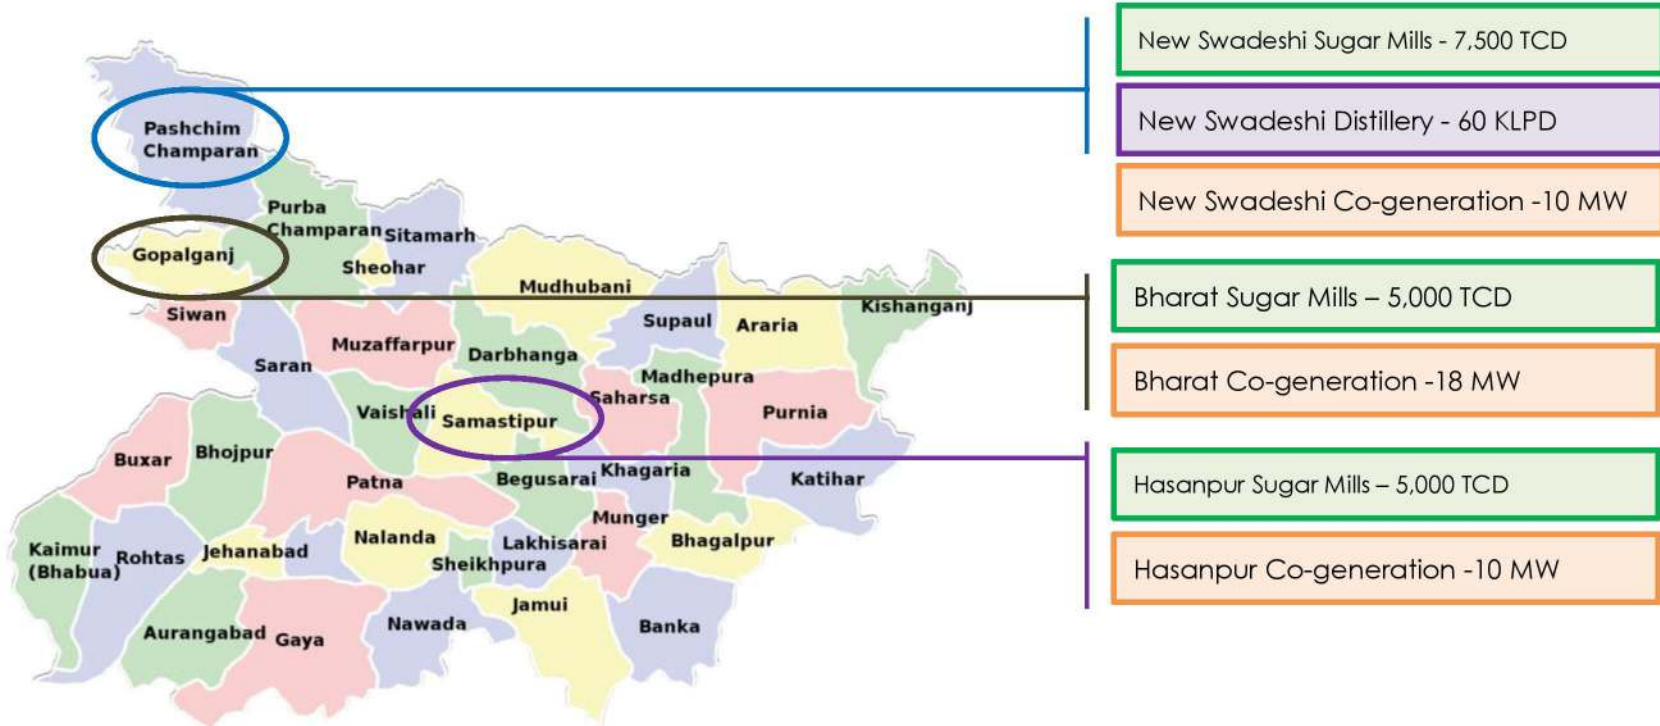 New Swadeshi Sugar Mills - 7,500 TCD
New Swadeshi Distillery - 60 KLPD
New Swadeshi Co-generation -10 MW
Bharat Sugar Mills – 5,000 TCD
Bharat Co-generation -18 MW
Hasanpur Sugar Mills – 5,000 TCD
Hasanpur Co-generation -10 MW
Pashchim
Champaran
Purba
Champaran
Sitamarh
Gopalganj
Sheohar
Mudhubani
Kishanganj
Siwan
Supaul
Araria
Muzaffarpur
Darbhanga
Saran
Madhepura
Saharsa
Vaishali
Samastipur
Purnia
Buxar
Bhojpur
Patna
Begusarai
Khagaria
Katihar
Munger
Kaimur
(Bhabua)
Rohtas
Jehanabad
Nalanda
Lakhisarai
Sheikhpura
Bhagalpur
Jamui
Aurangabad
Gaya
Nawada
Banka